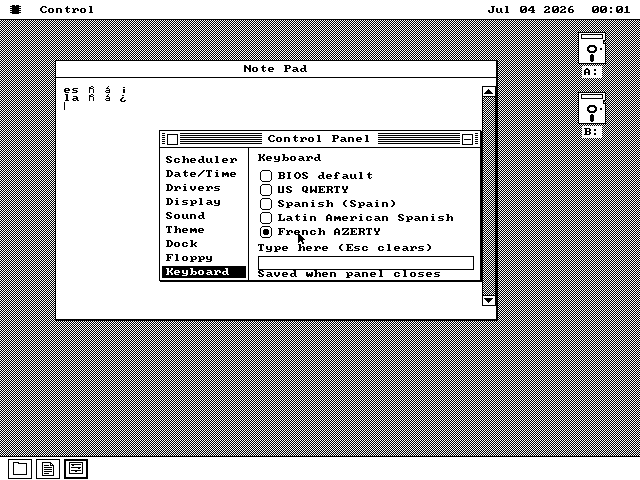 Control
Jul 04 2026 00:01
A:
B:
Note Pad
es ñ á ¡
la ñ á ¿
Control Panel
Scheduler
Date/Time
Drivers
Display
Sound
Theme
Dock
Floppy
Keyboard
Keyboard
BIOS default
US QWERTY
Spanish (Spain)
Latin American Spanish
French AZERTY
Type here (Esc clears)
Saved when panel closes